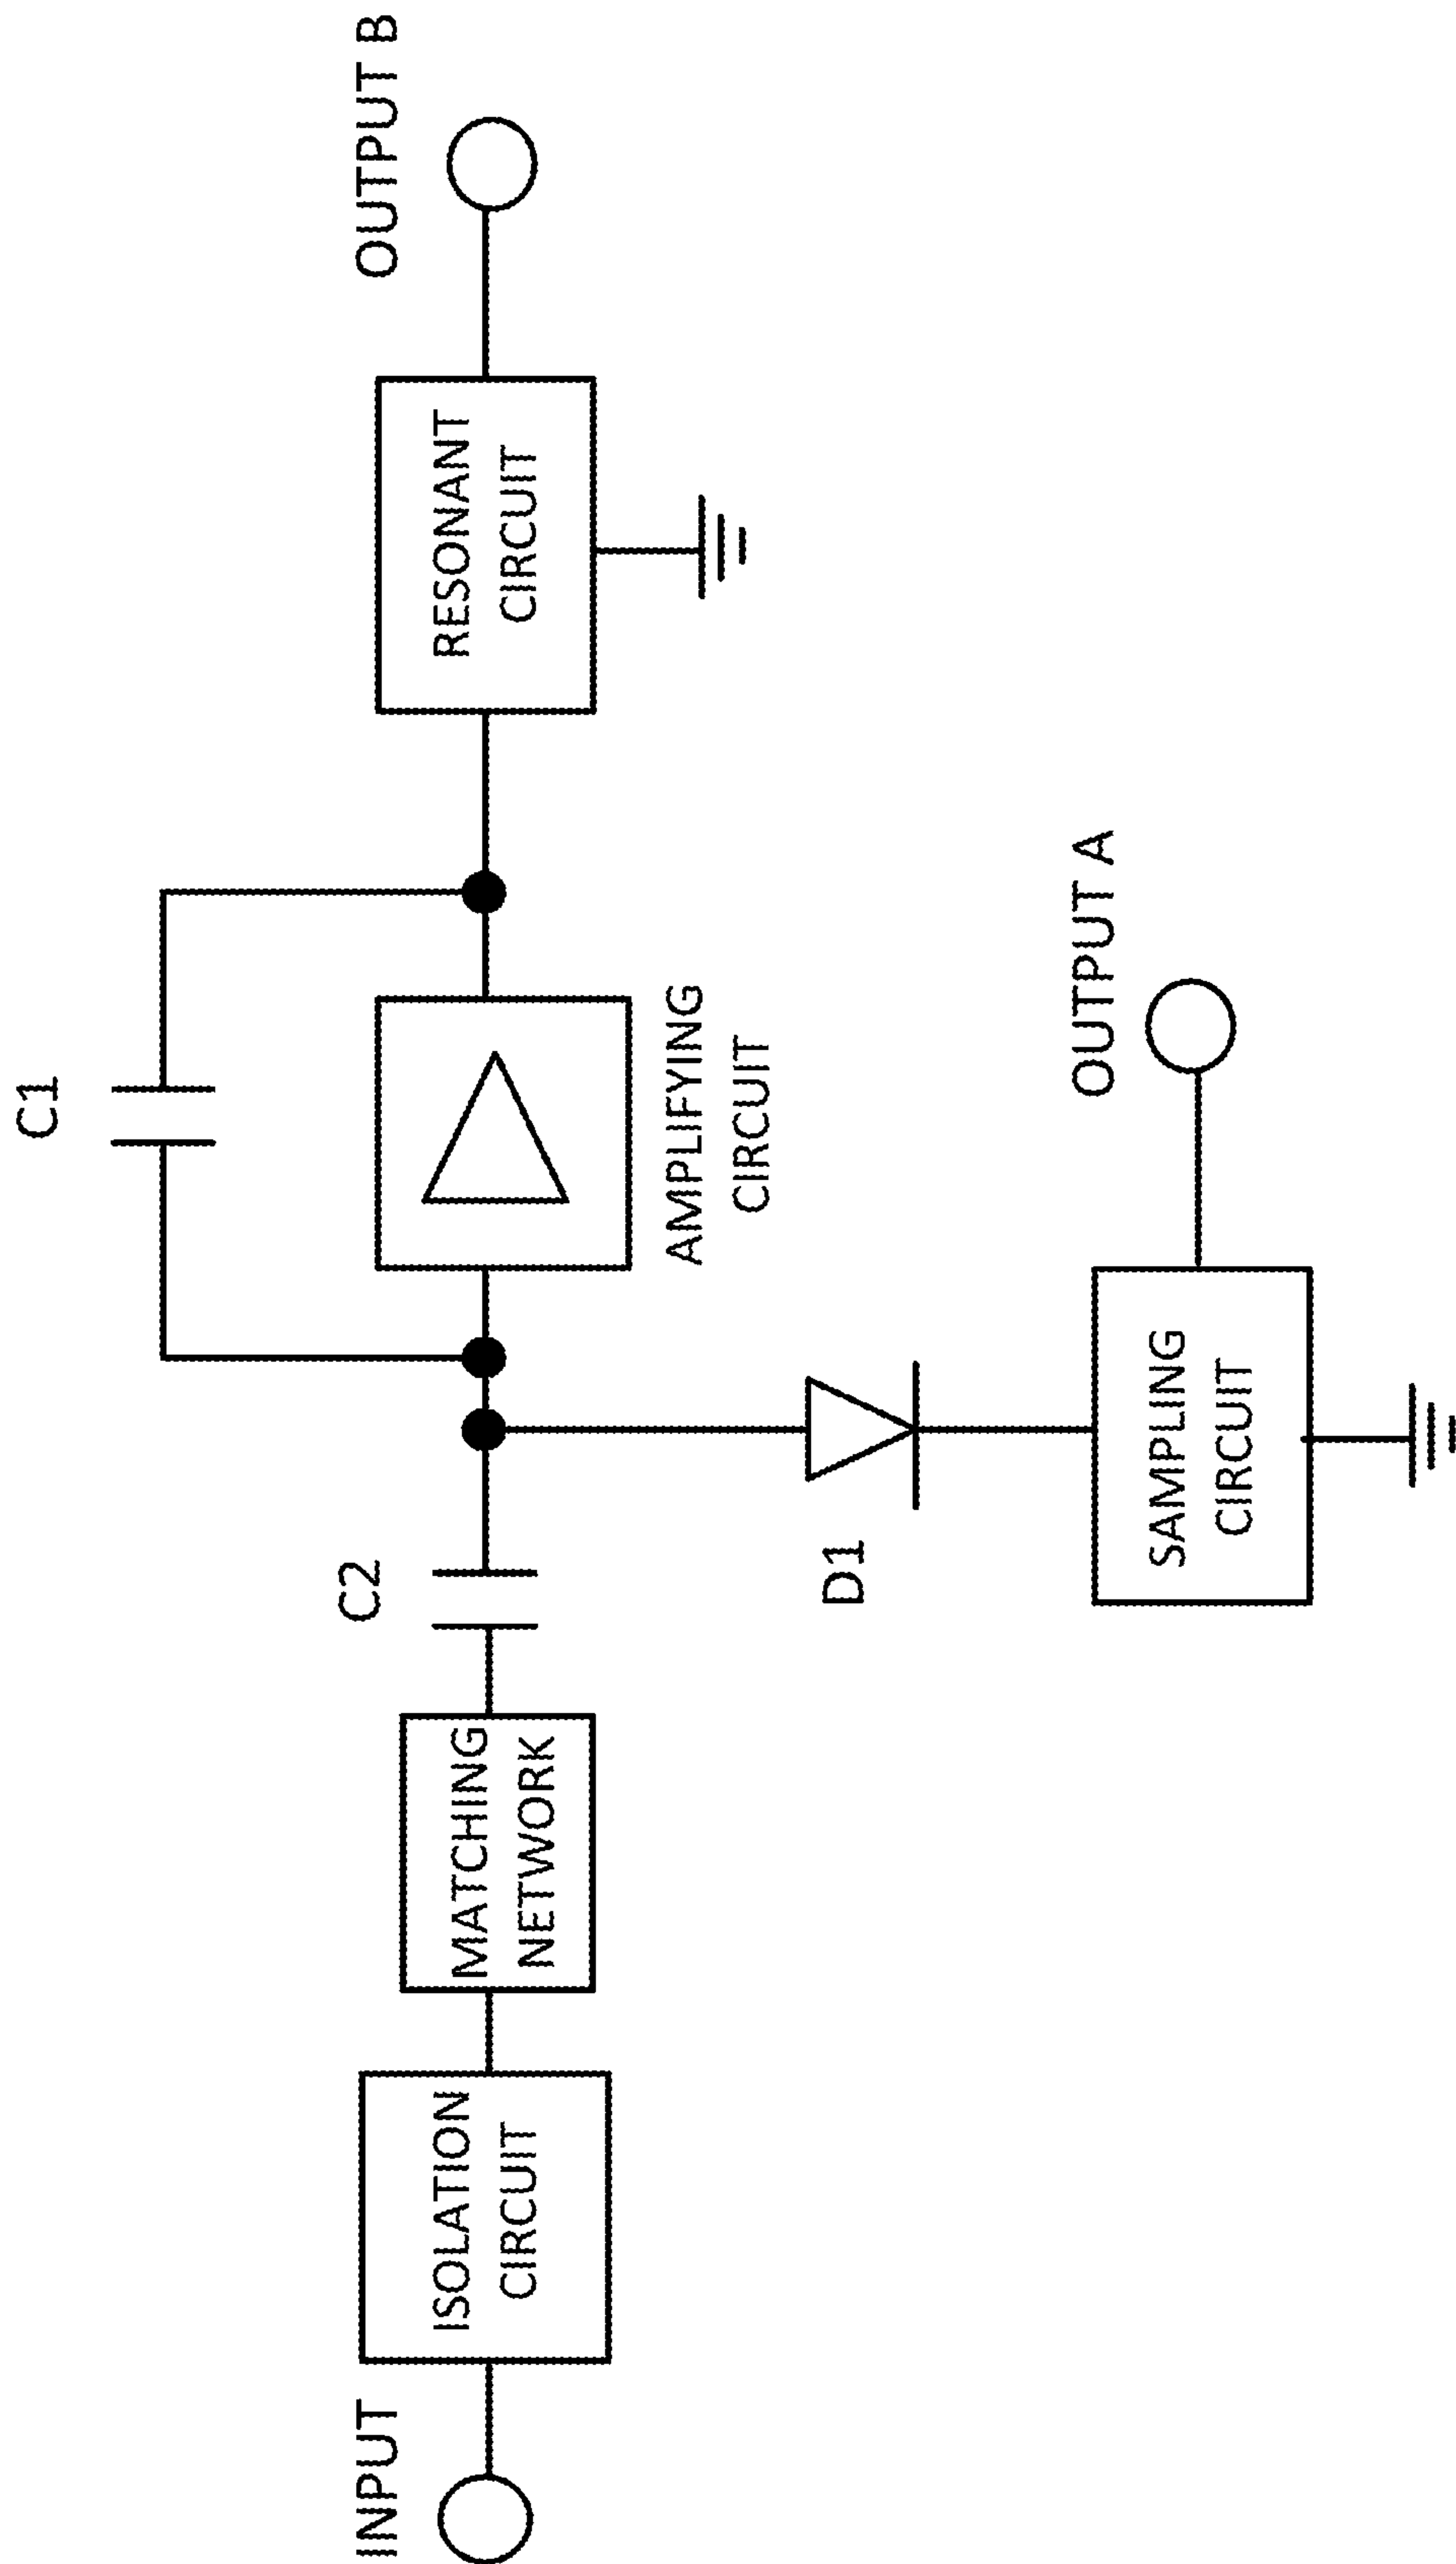 INPUT
ISOLATION
CIRCUIT
MATCHING
NETWORK
C2
C1
AMPLIFYING
CIRCUIT
RESONANT
CIRCUIT
OUTPUT B
D1
SAMPLING
CIRCUIT
OUTPUT A